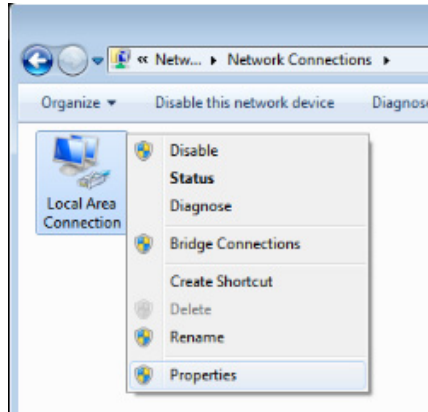 « Netw... ▸ Network Connections ▸
Organize ▾ Disable this network device Diagnos
Local Area
Connection
Disable
Status
Diagnose
Bridge Connections
Create Shortcut
Delete
Rename
Properties